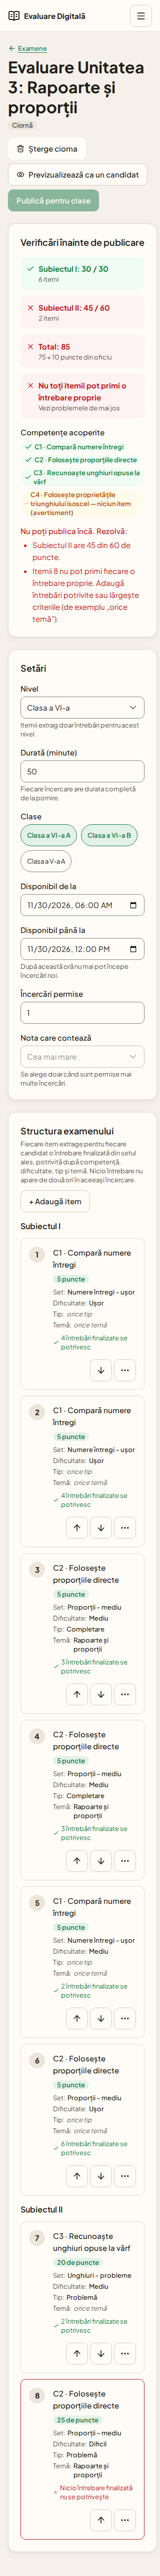 Evaluare Digitală
← Examene
Evaluare Unitatea
3: Rapoarte și
proporții
Ciornă
Șterge ciorna
Previzualizează ca un candidat
Publică pentru clase
Verificări înainte de publicare
Subiectul I: 30 / 30
6 itemi
Subiectul II: 45 / 60
2 itemi
Total: 85
75 + 10 puncte din oficiu
Nu toți itemii pot primi o
întrebare proprie
Vezi problemele de mai jos
Competențe acoperite
C1 · Compară numere întregi
C2 · Folosește proporțiile directe
C3 · Recunoaște unghiuri opuse la
vârf
C4 · Folosește proprietățile
triunghiului isoscel — niciun item
(avertisment)
Nu poți publica încă. Rezolvă:
• Subiectul II are 45 din 60 de
puncte.
• Itemii 8 nu pot primi fiecare o
întrebare proprie. Adaugă
întrebări potrivite sau lărgește
criteriile (de exemplu „orice
temă”).
Setări
Nivel
Clasa a VI-a
Itemii extrag doar întrebări pentru acest
nivel.
Durată (minute)
50
Fiecare încercare are durata completă
de la pornire.
Clase
Clasa a VI-a A
Clasa a VI-a B
Clasa a V-a A
Disponibil de la
11/30/2026, 06:00 AM
Disponibil până la
11/30/2026, 12:00 PM
După această oră nu mai pot începe
încercări noi.
Încercări permise
1
Nota care contează
Cea mai mare
Se alege doar când sunt permise mai
multe încercări.
Structura examenului
Fiecare item extrage pentru fiecare
candidat o întrebare finalizată din setul
ales, potrivită după competență,
dificultate, tip și temă. Nicio întrebare nu
apare de două ori în aceeași încercare.
+ Adaugă item
Subiectul I
1
C1 · Compară numere
întregi
5 puncte
Set: Numere întregi – ușor
Dificultate: Ușor
Tip: orice tip
Temă: orice temă
4 întrebări finalizate se
potrivesc
2
C1 · Compară numere
întregi
5 puncte
Set: Numere întregi – ușor
Dificultate: Ușor
Tip: orice tip
Temă: orice temă
4 întrebări finalizate se
potrivesc
3
C2 · Folosește
proporțiile directe
5 puncte
Set: Proporții – mediu
Dificultate: Mediu
Tip: Completare
Temă: Rapoarte și
proporții
3 întrebări finalizate se
potrivesc
4
C2 · Folosește
proporțiile directe
5 puncte
Set: Proporții – mediu
Dificultate: Mediu
Tip: Completare
Temă: Rapoarte și
proporții
3 întrebări finalizate se
potrivesc
5
C1 · Compară numere
întregi
5 puncte
Set: Numere întregi – ușor
Dificultate: Mediu
Tip: orice tip
Temă: orice temă
2 întrebări finalizate se
potrivesc
6
C2 · Folosește
proporțiile directe
5 puncte
Set: Proporții – mediu
Dificultate: Ușor
Tip: orice tip
Temă: orice temă
6 întrebări finalizate se
potrivesc
Subiectul II
7
C3 · Recunoaște
unghiuri opuse la vârf
20 de puncte
Set: Unghiuri – probleme
Dificultate: Mediu
Tip: Problemă
Temă: orice temă
2 întrebări finalizate se
potrivesc
8
C2 · Folosește
proporțiile directe
25 de puncte
Set: Proporții – mediu
Dificultate: Dificil
Tip: Problemă
Temă: Rapoarte și
proporții
Nicio întrebare finalizată
nu se potrivește